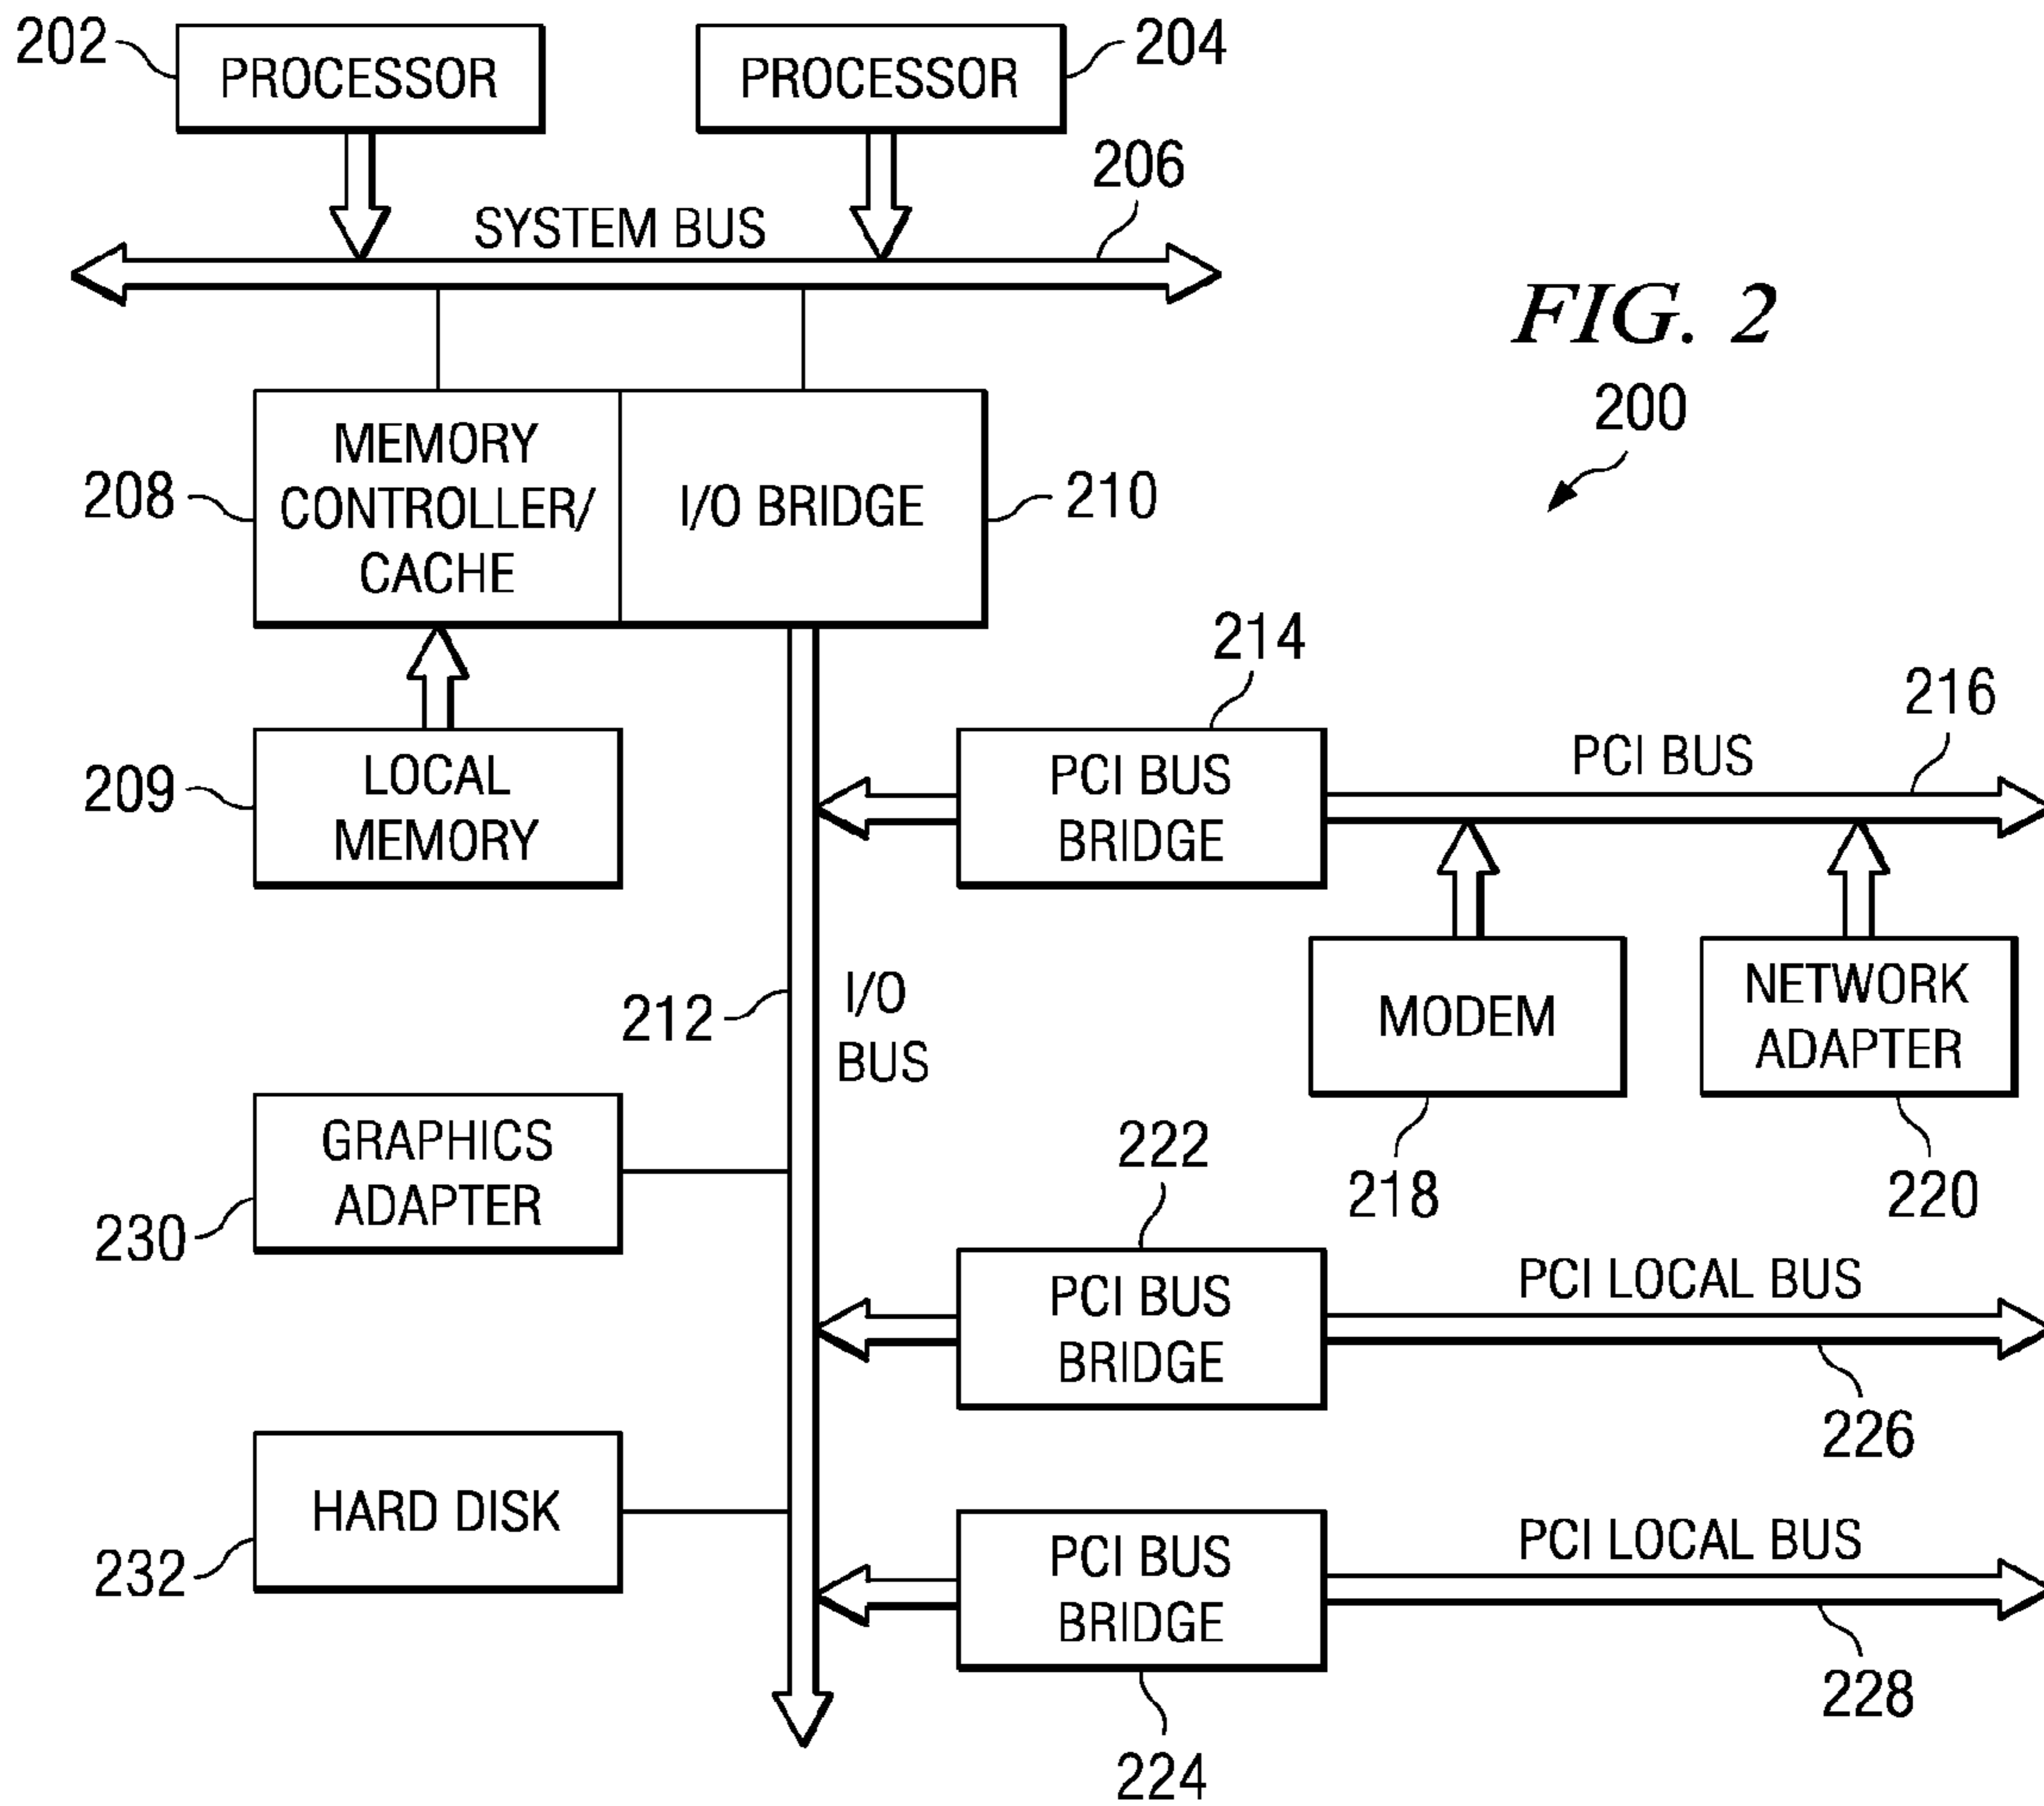 202
PROCESSOR
PROCESSOR
204
206
SYSTEM BUS
FIG. 2
200
208
MEMORY
CONTROLLER/
CACHE
I/O BRIDGE
210
214
216
209
LOCAL
MEMORY
PCI BUS
BRIDGE
PCI BUS
212
I/O
BUS
MODEM
NETWORK
ADAPTER
218
220
GRAPHICS
ADAPTER
230
222
PCI BUS
BRIDGE
PCI LOCAL BUS
226
HARD DISK
232
PCI BUS
BRIDGE
PCI LOCAL BUS
228
224